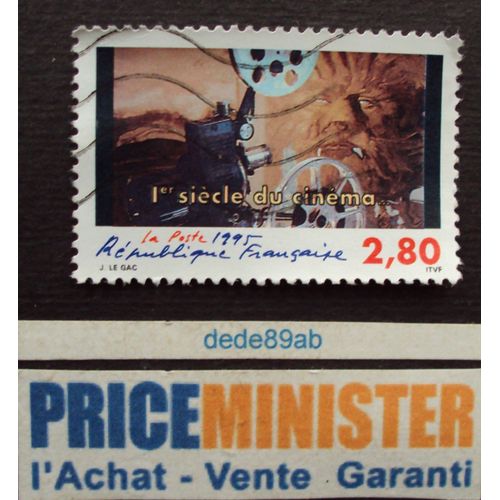 1er siècle du cinéma...
La Poste 1995
République Française 2,80
J. LE GAC ITVF
dede89ab
PRICEMINISTER
l'Achat - Vente Garanti